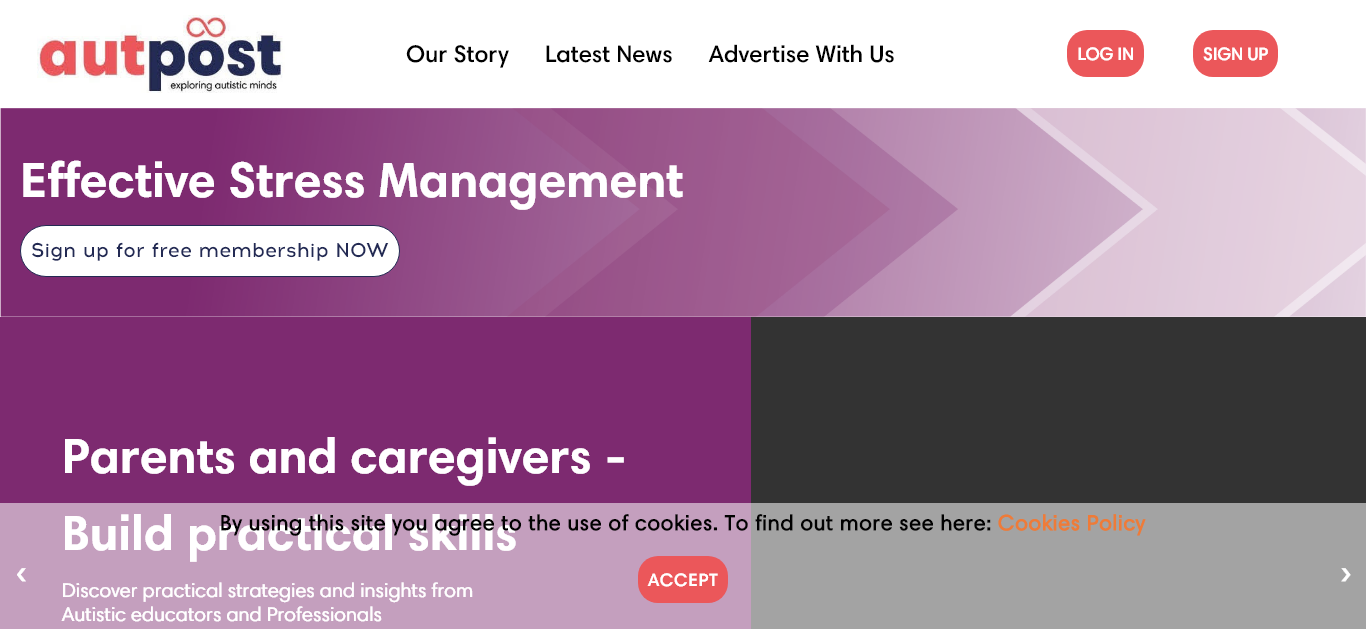 autpost
exploring autistic minds
Our Story
Latest News
Advertise With Us
LOG IN
SIGN UP
Effective Stress Management
Sign up for free membership NOW
Parents and caregivers -
Build practical skills
By using this site you agree to the use of cookies. To find out more see here: Cookies Policy
ACCEPT
Discover practical strategies and insights from
Autistic educators and Professionals